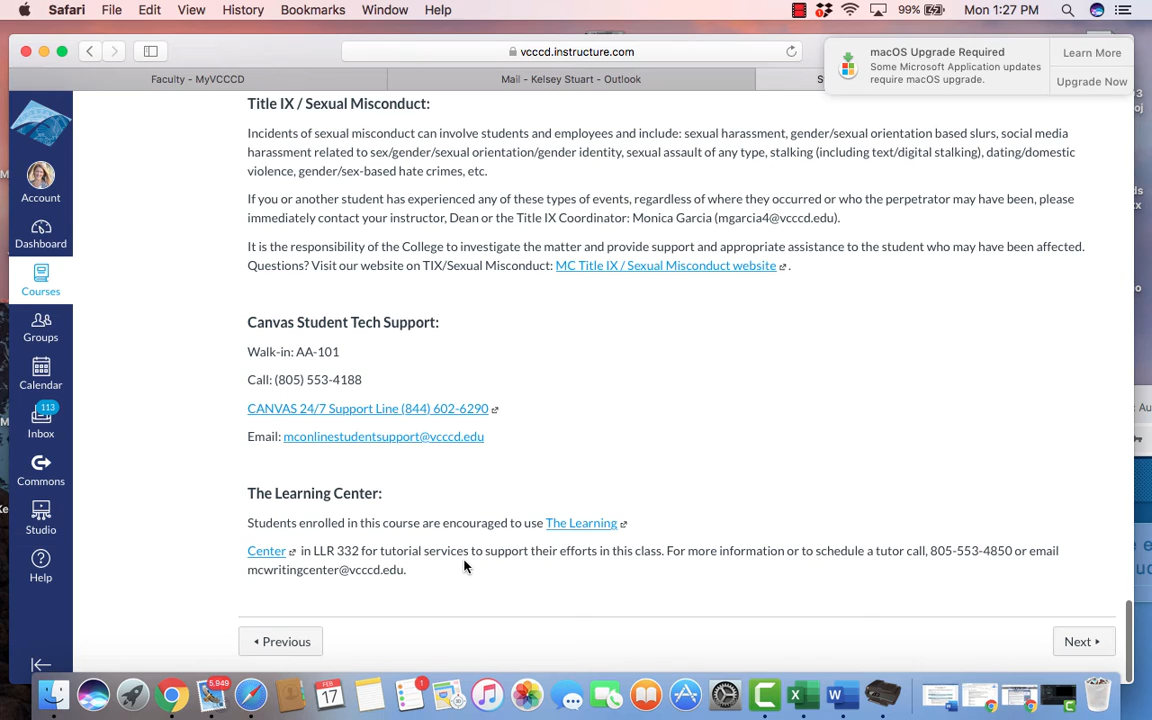 Safari File Edit View History Bookmarks Window Help 99% Mon 1:27 PM
vcccd.instructure.com
macOS Upgrade Required
Some Microsoft Application updates
require macOS upgrade.
Learn More
Upgrade Now
Faculty - MyVCCCD
Mail - Kelsey Stuart - Outlook
S
Account
Dashboard
Courses
Groups
Calendar
113
Inbox
Commons
Studio
Help
Title IX / Sexual Misconduct:
Incidents of sexual misconduct can involve students and employees and include: sexual harassment, gender/sexual orientation based slurs, social media
harassment related to sex/gender/sexual orientation/gender identity, sexual assault of any type, stalking (including text/digital stalking), dating/domestic
violence, gender/sex-based hate crimes, etc.
If you or another student has experienced any of these types of events, regardless of where they occurred or who the perpetrator may have been, please
immediately contact your instructor, Dean or the Title IX Coordinator: Monica Garcia (mgarcia4@vcccd.edu).
It is the responsibility of the College to investigate the matter and provide support and appropriate assistance to the student who may have been affected.
Questions? Visit our website on TIX/Sexual Misconduct: MC Title IX / Sexual Misconduct website .
Canvas Student Tech Support:
Walk-in: AA-101
Call: (805) 553-4188
CANVAS 24/7 Support Line (844) 602-6290
Email: mconlinestudentsupport@vcccd.edu
The Learning Center:
Students enrolled in this course are encouraged to use The Learning
Center in LLR 332 for tutorial services to support their efforts in this class. For more information or to schedule a tutor call, 805-553-4850 or email
mcwritingcenter@vcccd.edu.
Previous
Next
5,949
FEB
17
1